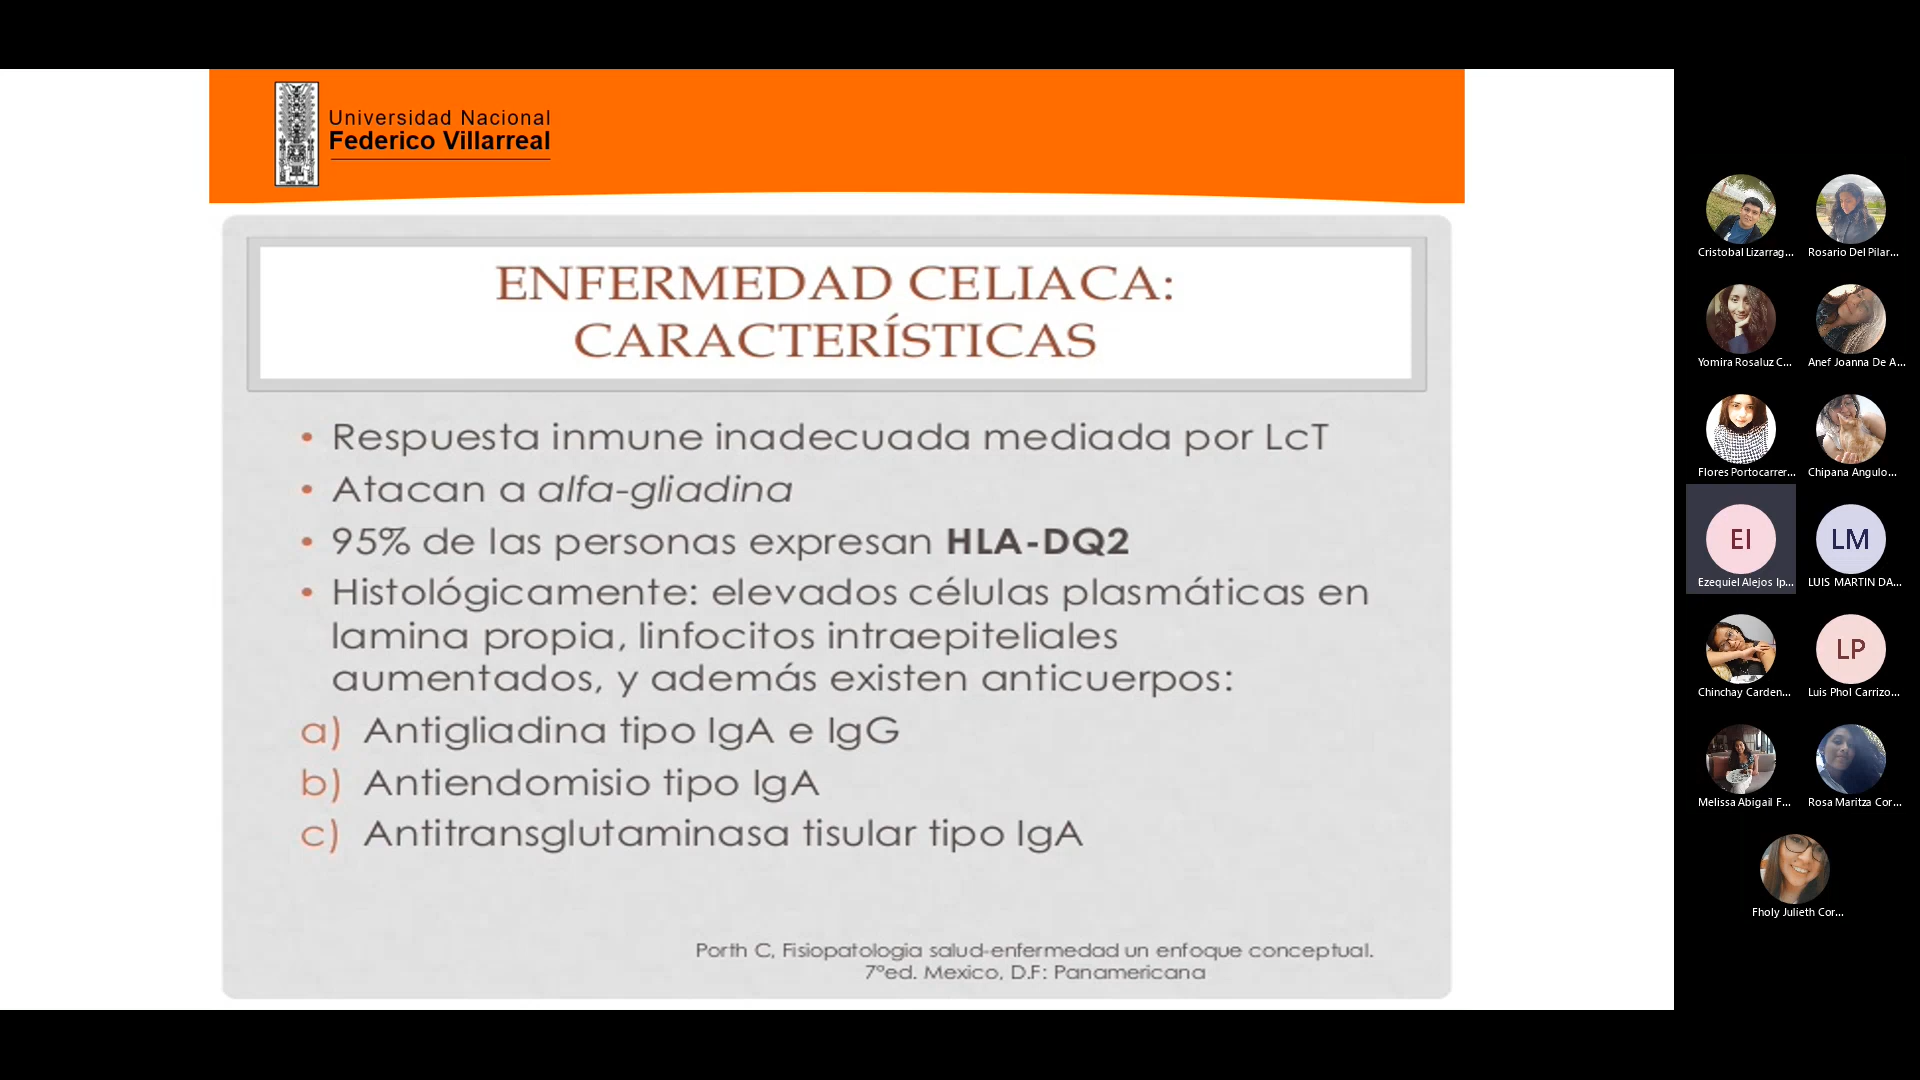 Universidad Nacional
Federico Villarreal
ENFERMEDAD CELIACA:
CARACTERÍSTICAS
• Respuesta inmune inadecuada mediada por LcT
• Atacan a alfa-gliadina
• 95% de las personas expresan HLA-DQ2
• Histológicamente: elevados células plasmáticas en
lamina propia, linfocitos intraepiteliales
aumentados, y además existen anticuerpos:
a) Antigliadina tipo IgA e IgG
b) Antiendomisio tipo IgA
c) Antitransglutaminasa tisular tipo IgA
Porth C, Fisiopatologia salud-enfermedad un enfoque conceptual.
7°ed. Mexico, D.F: Panamericana
Cristobal Lizarrag...
Rosario Del Pilar...
Yomira Rosaluz C...
Anef Joanna De A...
Flores Portocarrer...
Chipana Angulo...
EI
Ezequiel Alejos Ip...
LM
LUIS MARTIN DA...
Chinchay Carden...
LP
Luis Phol Carrizo...
Melissa Abigail F...
Rosa Maritza Cor...
Fholy Julieth Cor...